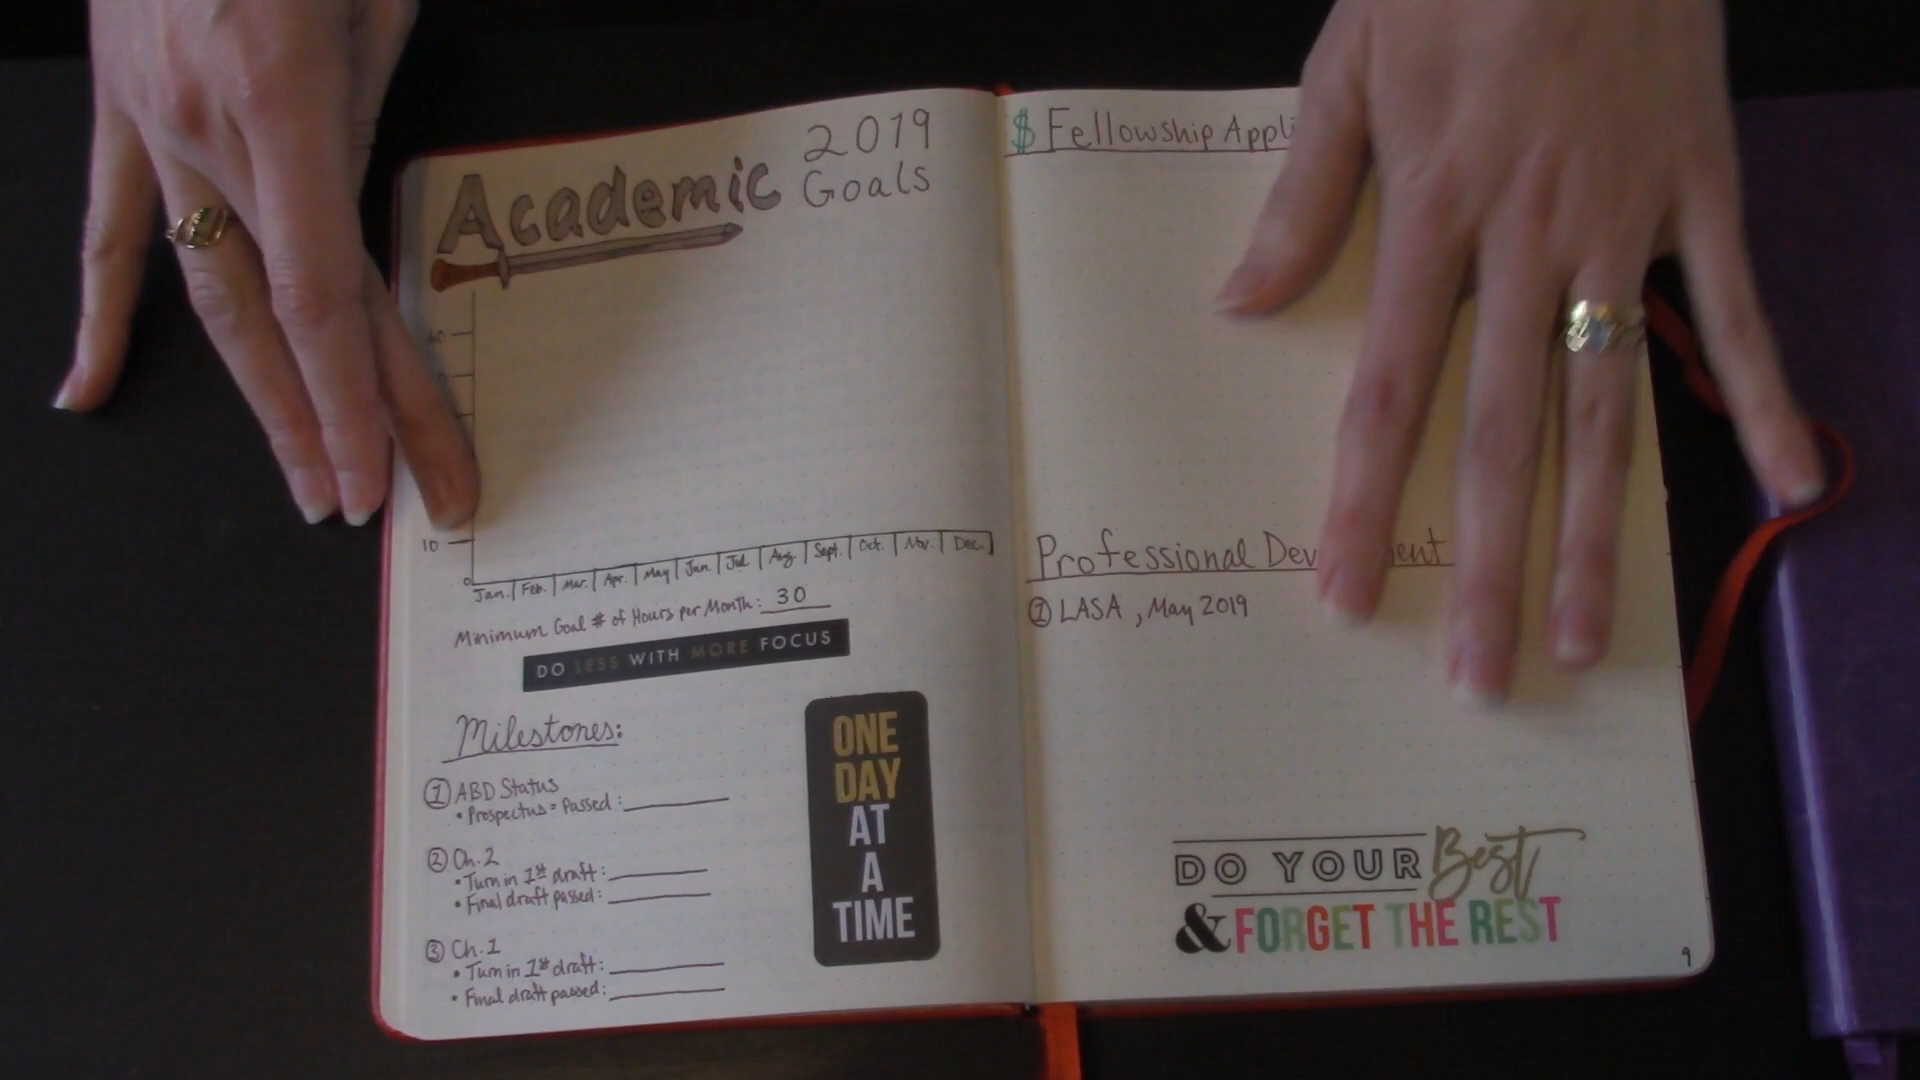 Academic
2019
Goals
10
0
Jan. Feb. Mar. Apr. May Jun. Jul Aug. Sept. Oct. Nov. Dec.
Minimum Goal # of Hours per Month: 30
DO LESS WITH MORE FOCUS
Milestones:
① ABD Status
• Prospectus = Passed:
② Ch. 2
• Turn in 1st draft:
• Final draft passed:
③ Ch. 1
• Turn in 1st draft:
• Final draft passed:
ONE
DAY
AT
A
TIME
$ Fellowship
Professional
① LASA, May 2019
DO YOUR Best
& FORGET THE REST
9